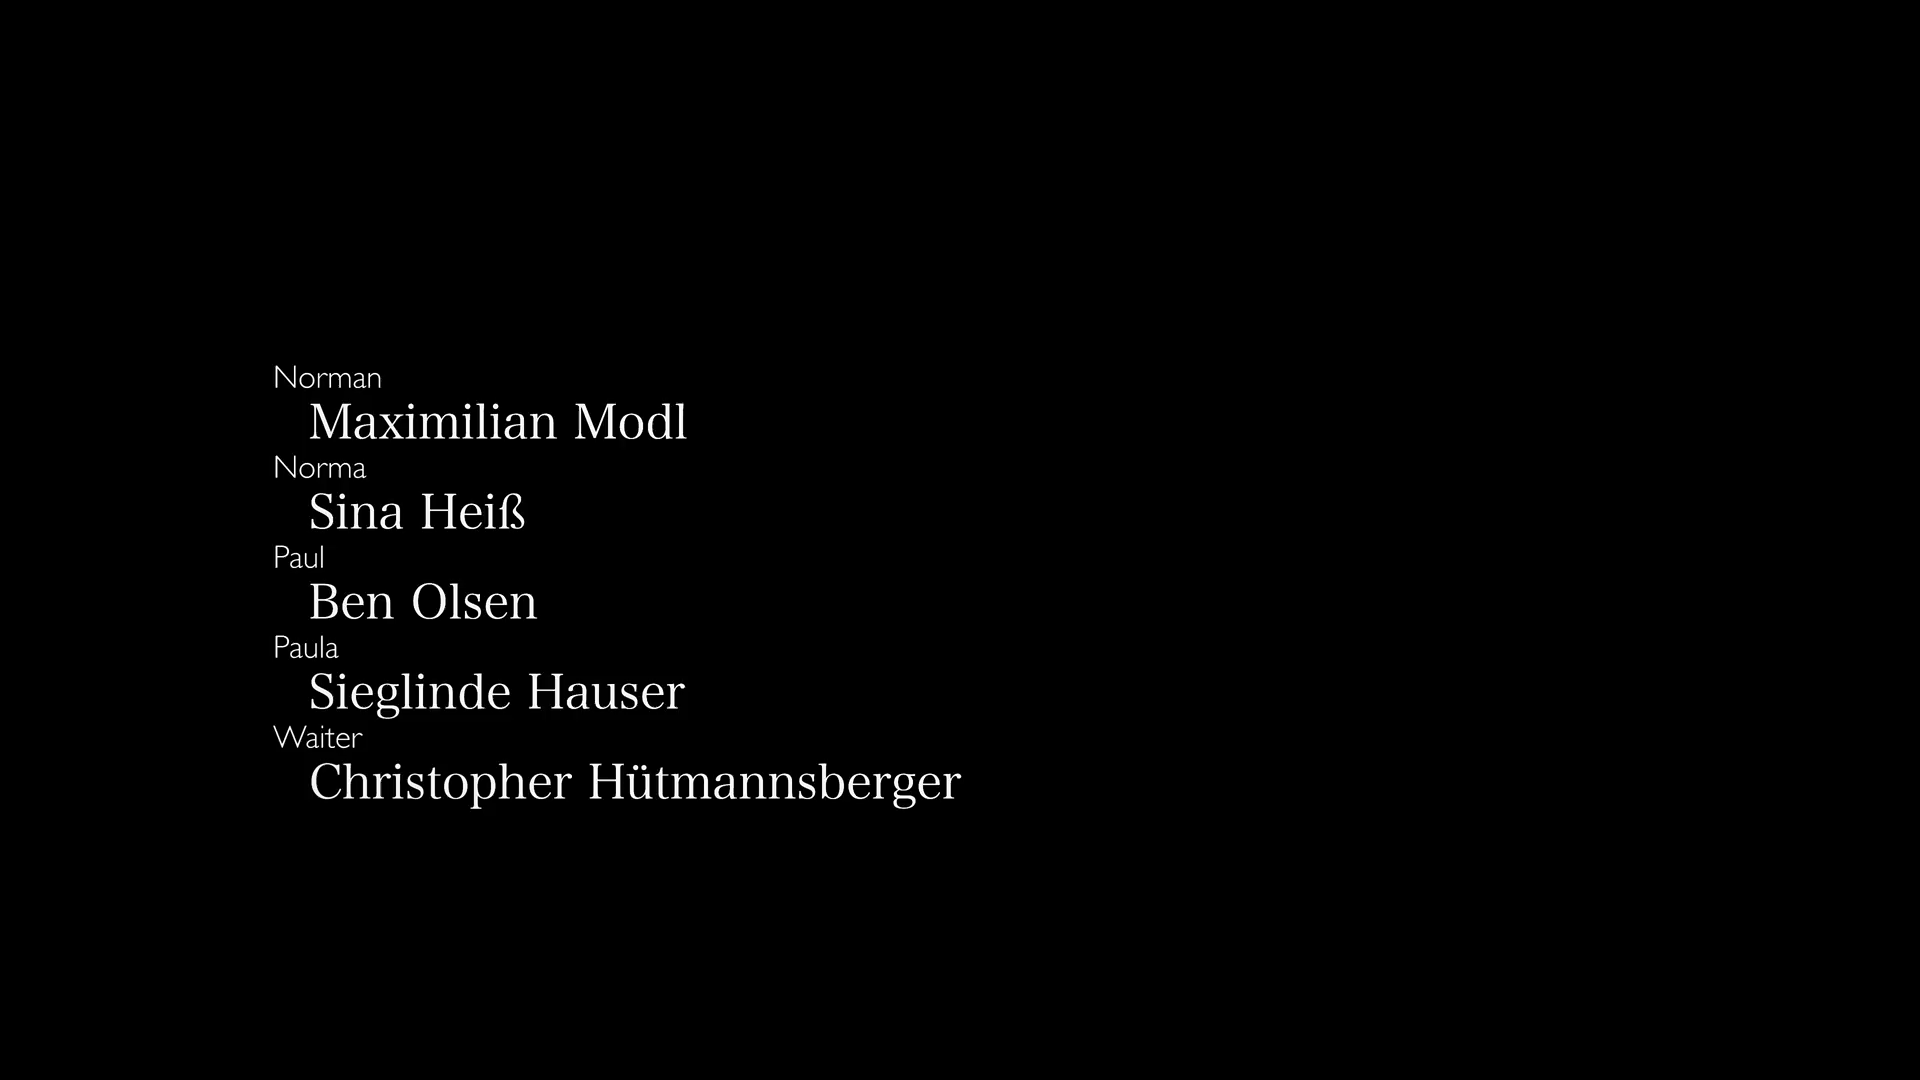 Norman
Maximilian Modl
Norma
Sina Heiß
Paul
Ben Olsen
Paula
Sieglinde Hauser
Waiter
Christopher Hütmannsberger